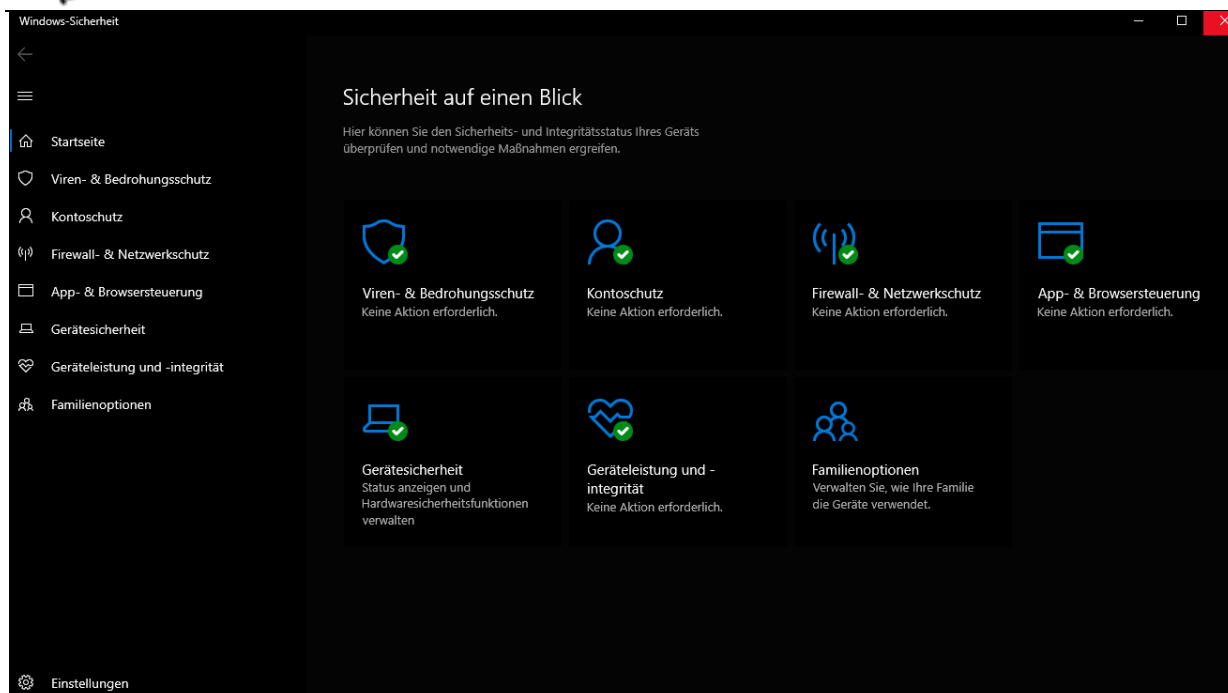 Windows-Sicherheit
Startseite
Viren- & Bedrohungsschutz
Kontoschutz
Firewall- & Netzwerkschutz
App- & Browsersteuerung
Gerätesicherheit
Geräteleistung und -integrität
Familienoptionen
Einstellungen
Sicherheit auf einen Blick
Hier können Sie den Sicherheits- und Integritätsstatus Ihres Geräts
überprüfen und notwendige Maßnahmen ergreifen.
Viren- & Bedrohungsschutz
Keine Aktion erforderlich.
Kontoschutz
Keine Aktion erforderlich.
Firewall- & Netzwerkschutz
Keine Aktion erforderlich.
App- & Browsersteuerung
Keine Aktion erforderlich.
Gerätesicherheit
Status anzeigen und
Hardwaresicherheitsfunktionen
verwalten
Geräteleistung und -
integrität
Keine Aktion erforderlich.
Familienoptionen
Verwalten Sie, wie Ihre Familie
die Geräte verwendet.